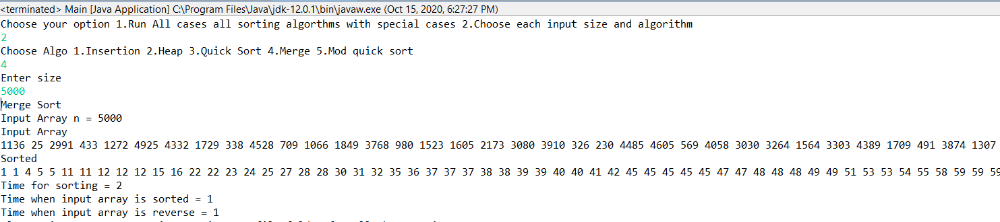 <terminated> Main [Java Application] C:\Program Files\Java\jdk-12.0.1\bin\javaw.exe (Oct 15, 2020, 6:27:27 PM)
Choose your option 1.Run All cases all sorting algorthms with special cases 2.Choose each input size and algorithm
2
Choose Algo 1.Insertion 2.Heap 3.Quick Sort 4.Merge 5.Mod quick sort
4
Enter size
5000
Merge Sort
Input Array n = 5000
Input Array
1136 25 2991 433 1272 4925 4332 1729 338 4528 709 1066 1849 3768 980 1523 1605 2173 3080 3910 326 230 4485 4605 569 4058 3030 3264 1564 3303 4389 1709 491 3874 1307
Sorted
1 1 4 5 5 11 11 12 12 12 15 16 22 22 23 24 25 27 28 28 30 31 32 35 36 37 37 37 38 38 39 39 40 40 41 42 45 45 45 45 45 47 47 48 48 48 49 49 51 53 53 54 55 58 59 59 59
Time for sorting = 2
Time when input array is sorted = 1
Time when input array is reverse = 1